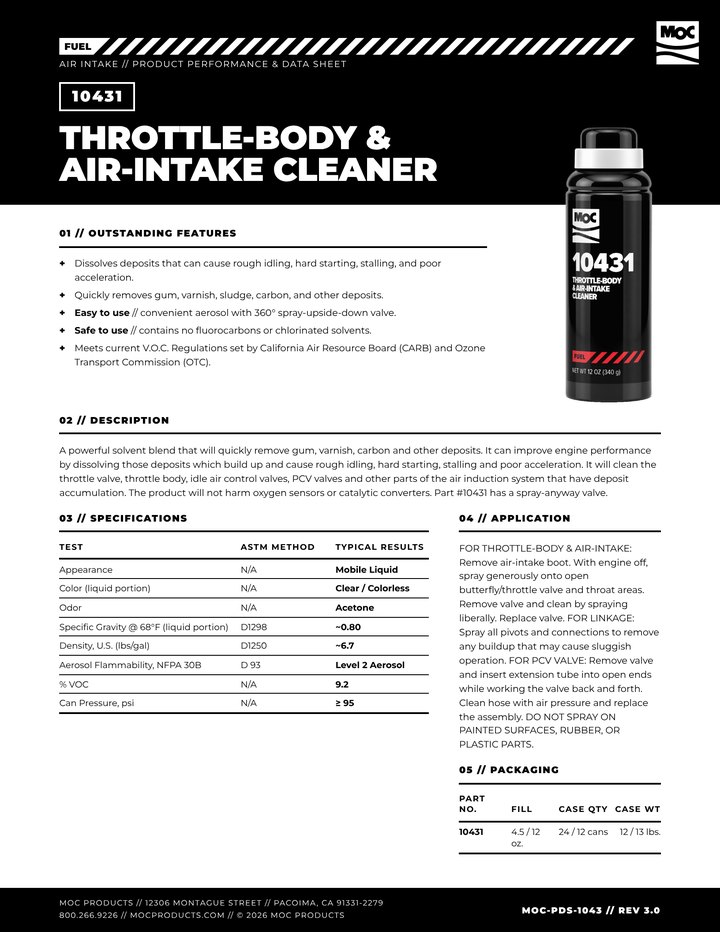 FUEL
MOC
AIR INTAKE // PRODUCT PERFORMANCE & DATA SHEET
10431
THROTTLE-BODY &
AIR-INTAKE CLEANER
MOC
10431
THROTTLE-BODY
& AIR-INTAKE
CLEANER
FUEL
NET WT 12 OZ (340 g)
01 // OUTSTANDING FEATURES
Dissolves deposits that can cause rough idling, hard starting, stalling, and poor
acceleration.
Quickly removes gum, varnish, sludge, carbon, and other deposits.
Easy to use // convenient aerosol with 360° spray-upside-down valve.
Safe to use // contains no fluorocarbons or chlorinated solvents.
Meets current V.O.C. Regulations set by California Air Resource Board (CARB) and Ozone
Transport Commission (OTC).
02 // DESCRIPTION
A powerful solvent blend that will quickly remove gum, varnish, carbon and other deposits. It can improve engine performance
by dissolving those deposits which build up and cause rough idling, hard starting, stalling and poor acceleration. It will clean the
throttle valve, throttle body, idle air control valves, PCV valves and other parts of the air induction system that have deposit
accumulation. The product will not harm oxygen sensors or catalytic converters. Part #10431 has a spray-anyway valve.
03 // SPECIFICATIONS
TEST ASTM METHOD TYPICAL RESULTS
Appearance N/A Mobile Liquid
Color (liquid portion) N/A Clear / Colorless
Odor N/A Acetone
Specific Gravity @ 68°F (liquid portion) D1298 ~0.80
Density, U.S. (lbs/gal) D1250 ~6.7
Aerosol Flammability, NFPA 30B D 93 Level 2 Aerosol
% VOC N/A 9.2
Can Pressure, psi N/A ≥ 95
04 // APPLICATION
FOR THROTTLE-BODY & AIR-INTAKE:
Remove air-intake boot. With engine off,
spray generously onto open
butterfly/throttle valve and throat areas.
Remove valve and clean by spraying
liberally. Replace valve. FOR LINKAGE:
Spray all pivots and connections to remove
any buildup that may cause sluggish
operation. FOR PCV VALVE: Remove valve
and insert extension tube into open ends
while working the valve back and forth.
Clean hose with air pressure and replace
the assembly. DO NOT SPRAY ON
PAINTED SURFACES, RUBBER, OR
PLASTIC PARTS.
05 // PACKAGING
PART
NO. FILL CASE QTY CASE WT
10431 4.5 / 12 24 / 12 cans 12 / 13 lbs.
oz.
MOC PRODUCTS // 12306 MONTAGUE STREET // PACOIMA, CA 91331-2279
800.266.9226 // MOCPRODUCTS.COM // © 2026 MOC PRODUCTS
MOC-PDS-1043 // REV 3.0